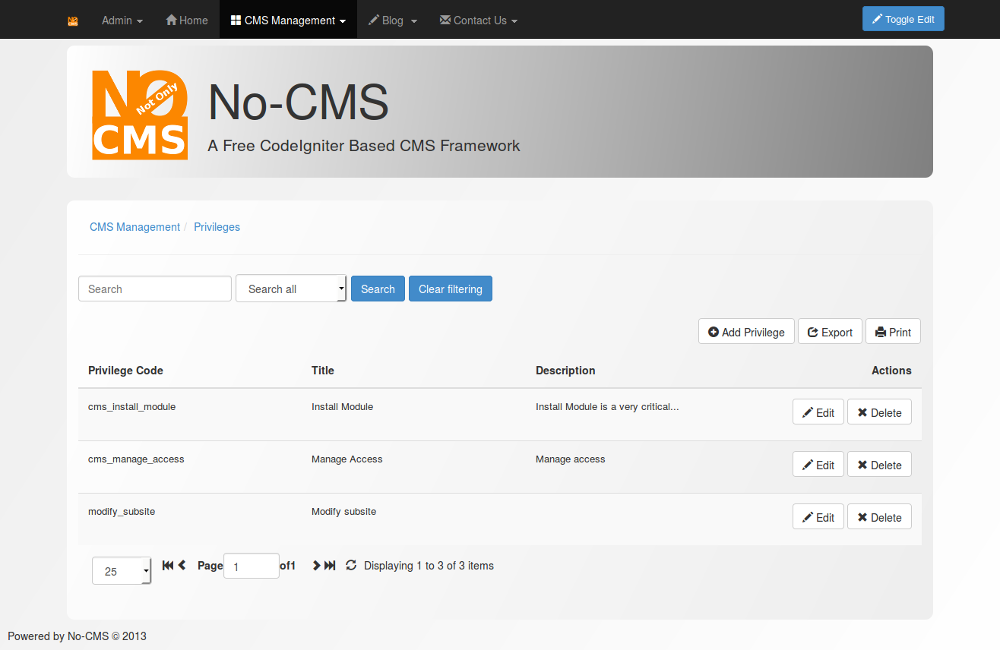 Admin Home CMS Management Blog Contact Us Toggle Edit
NO
Not Only
CMS
No-CMS
A Free CodeIgniter Based CMS Framework
CMS Management / Privileges
Search Search all Search Clear filtering
Add Privilege Export Print
Privilege Code Title Description Actions
cms_install_module Install Module Install Module is a very critical... Edit Delete
cms_manage_access Manage Access Manage access Edit Delete
modify_subsite Modify subsite Edit Delete
25 Page 1 of1 Displaying 1 to 3 of 3 items
Powered by No-CMS © 2013